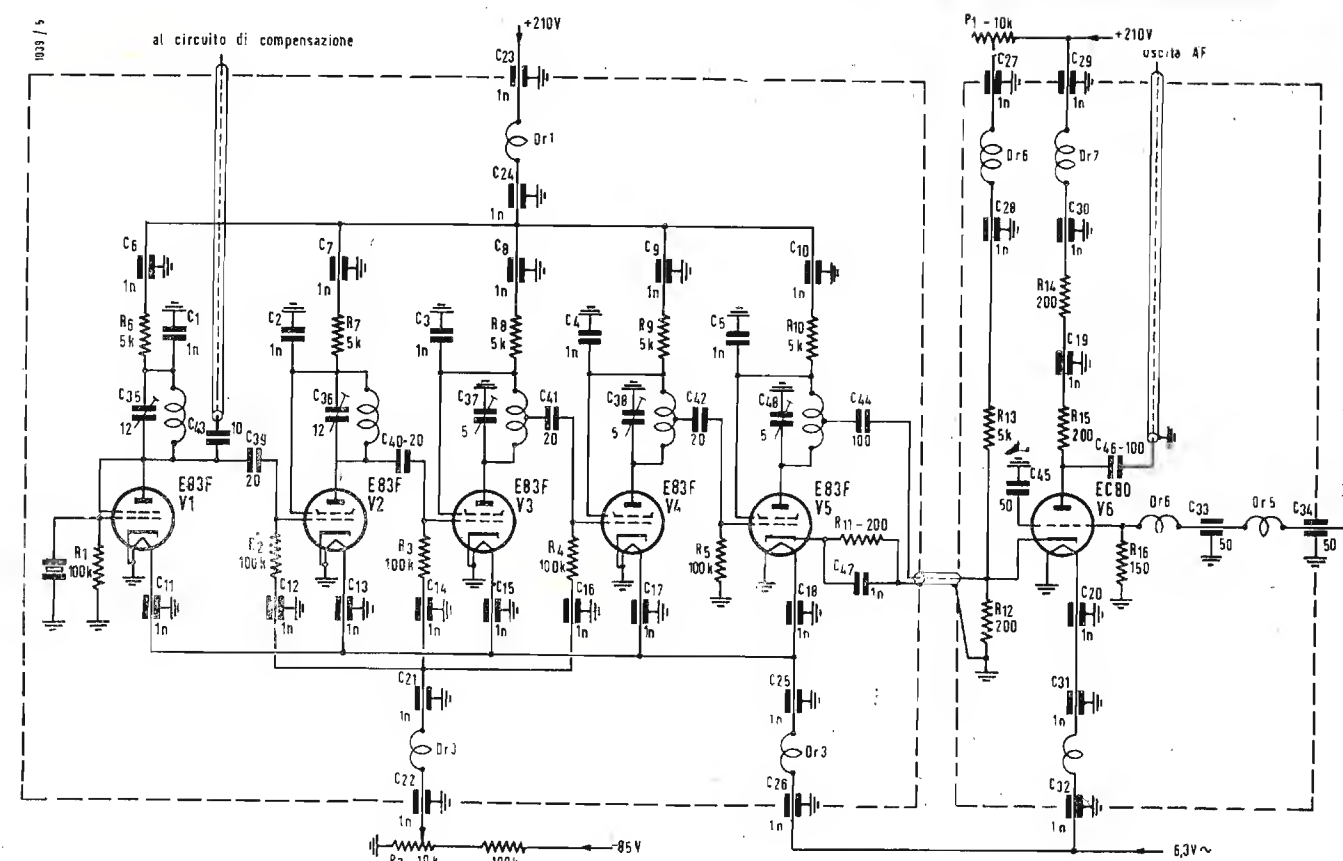 1039 / 5
al circuito di compensazione
+210V
P1 - 10k
+210V
uscita AF
C23
1n
Dr1
C24
1n
C27
1n
C29
1n
Dr6
Dr7
C28
1n
C30
1n
C6
1n
C7
1n
C8
1n
C9
1n
C10
1n
R6
5k
C1
1n
C2
1n
R7
5k
C3
1n
R8
5k
C4
1n
R9
5k
C5
1n
R10
5k
R14
200
C19
1n
C35
12
C43
10
C39
20
C36
12
C40-20
C37
5
C41
20
C38
5
C42
20
C48
5
C44
100
R13
5k
R15
200
C46-100
E83F
V1
E83F
V2
E83F
V3
E83F
V4
E83F
V5
EC80
V6
C45
50
R1
100k
100k
R3
100k
R4
100k
R5
100k
R11-200
C47
1n
Dr6
C33
50
Dr5
C34
50
R16
150
R12
200
C11
1n
C12
1n
C13
1n
C14
1n
C15
1n
C16
1n
C17
1n
C18
1n
C20
1n
C21
1n
C25
1n
C31
1n
Dr3
Dr3
C22
1n
C26
1n
C32
1n
-85V
6,3V~